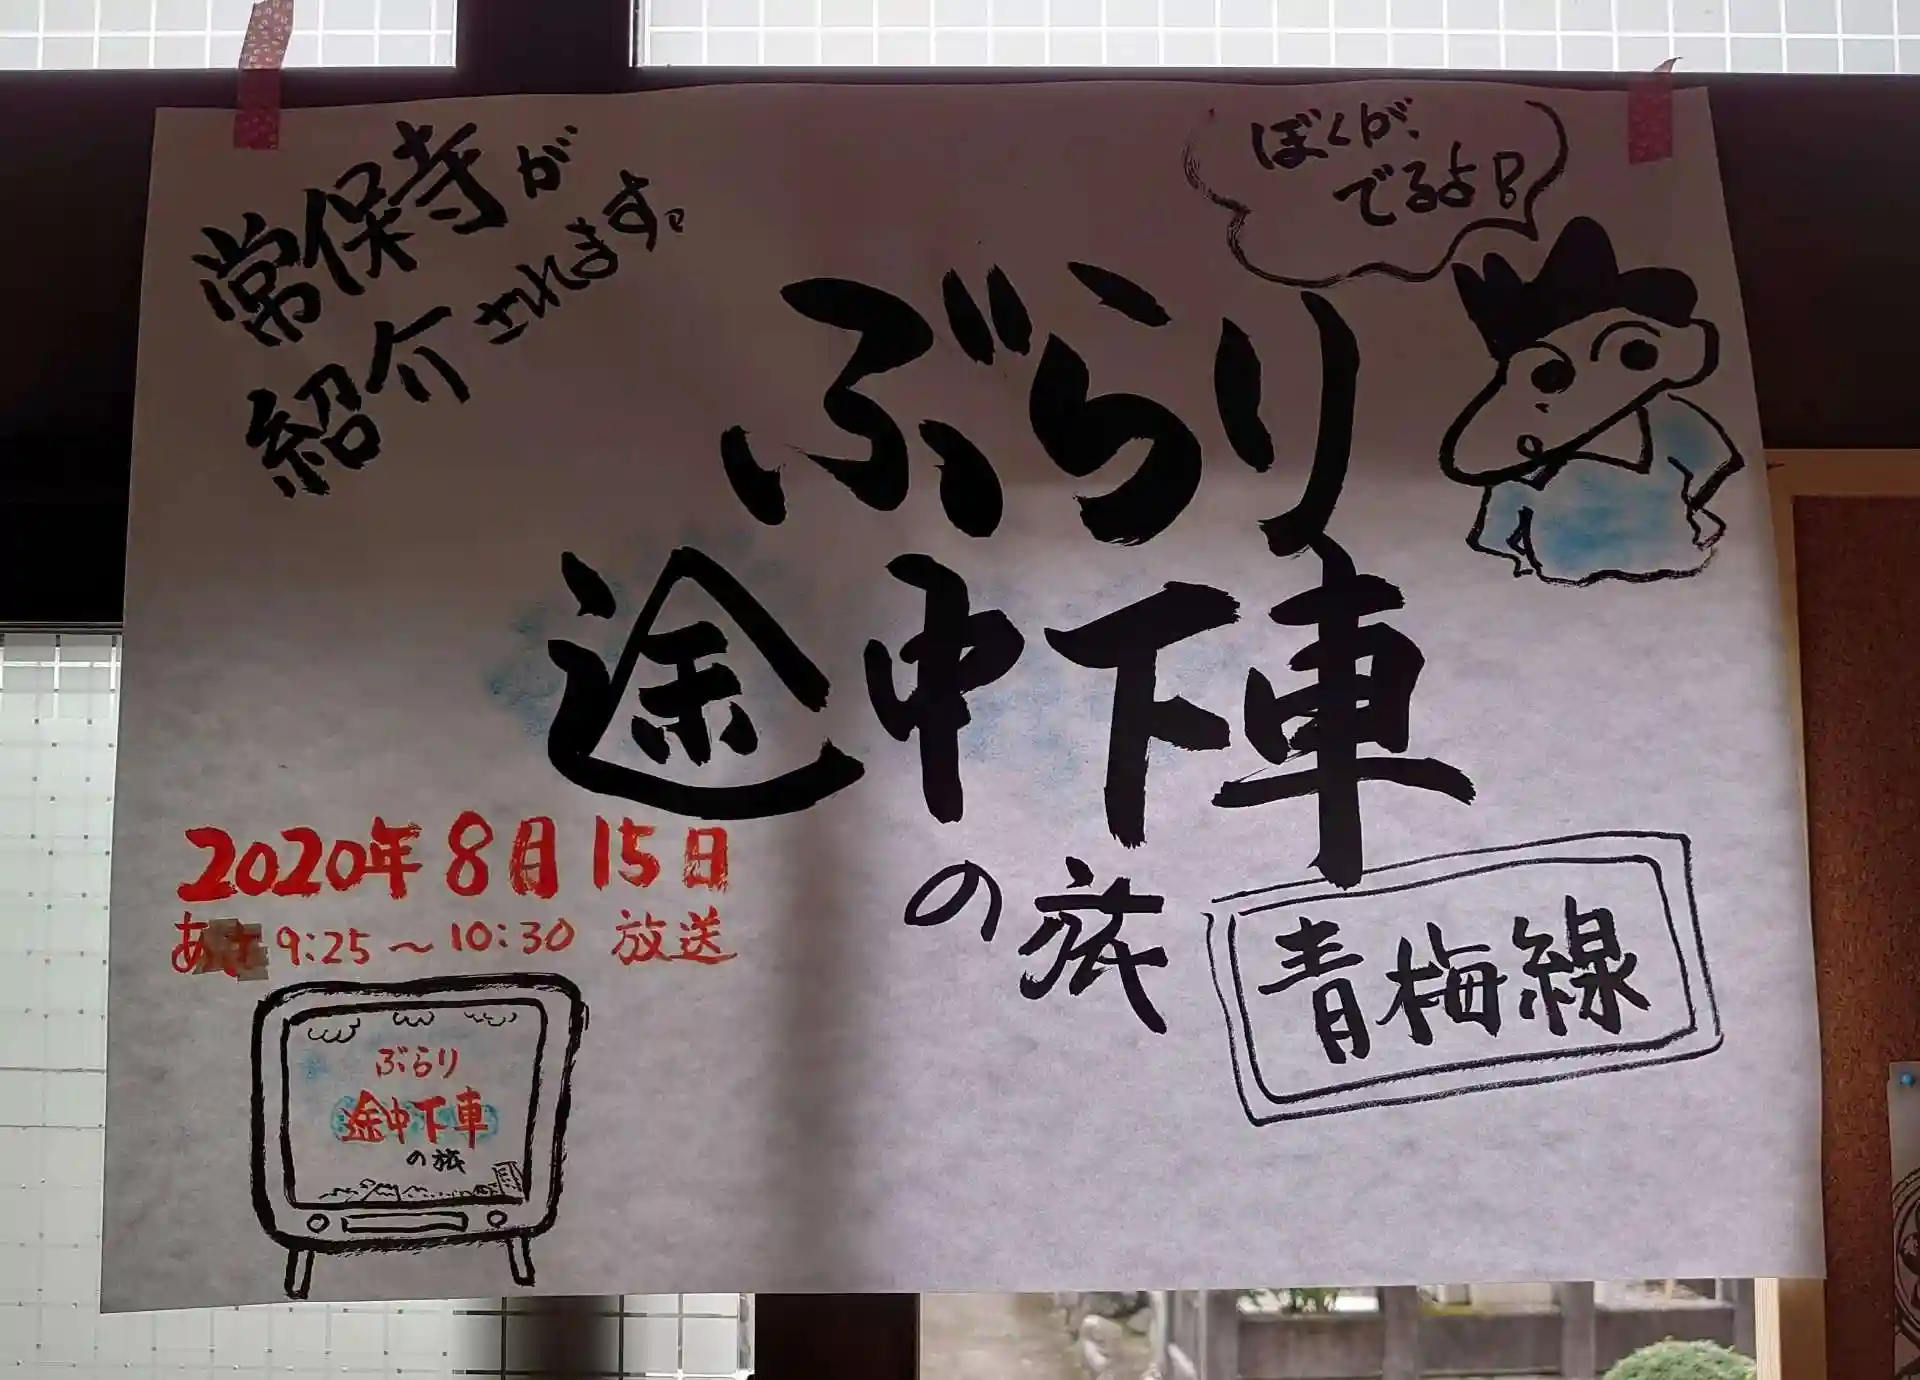 常保寺が
紹介されます。
ぼくが、
でるよ!!
ぶらり
途中下車
の旅
青梅線
2020年8月15日
あさ9:25~10:30 放送
ぶらり
途中下車
の旅